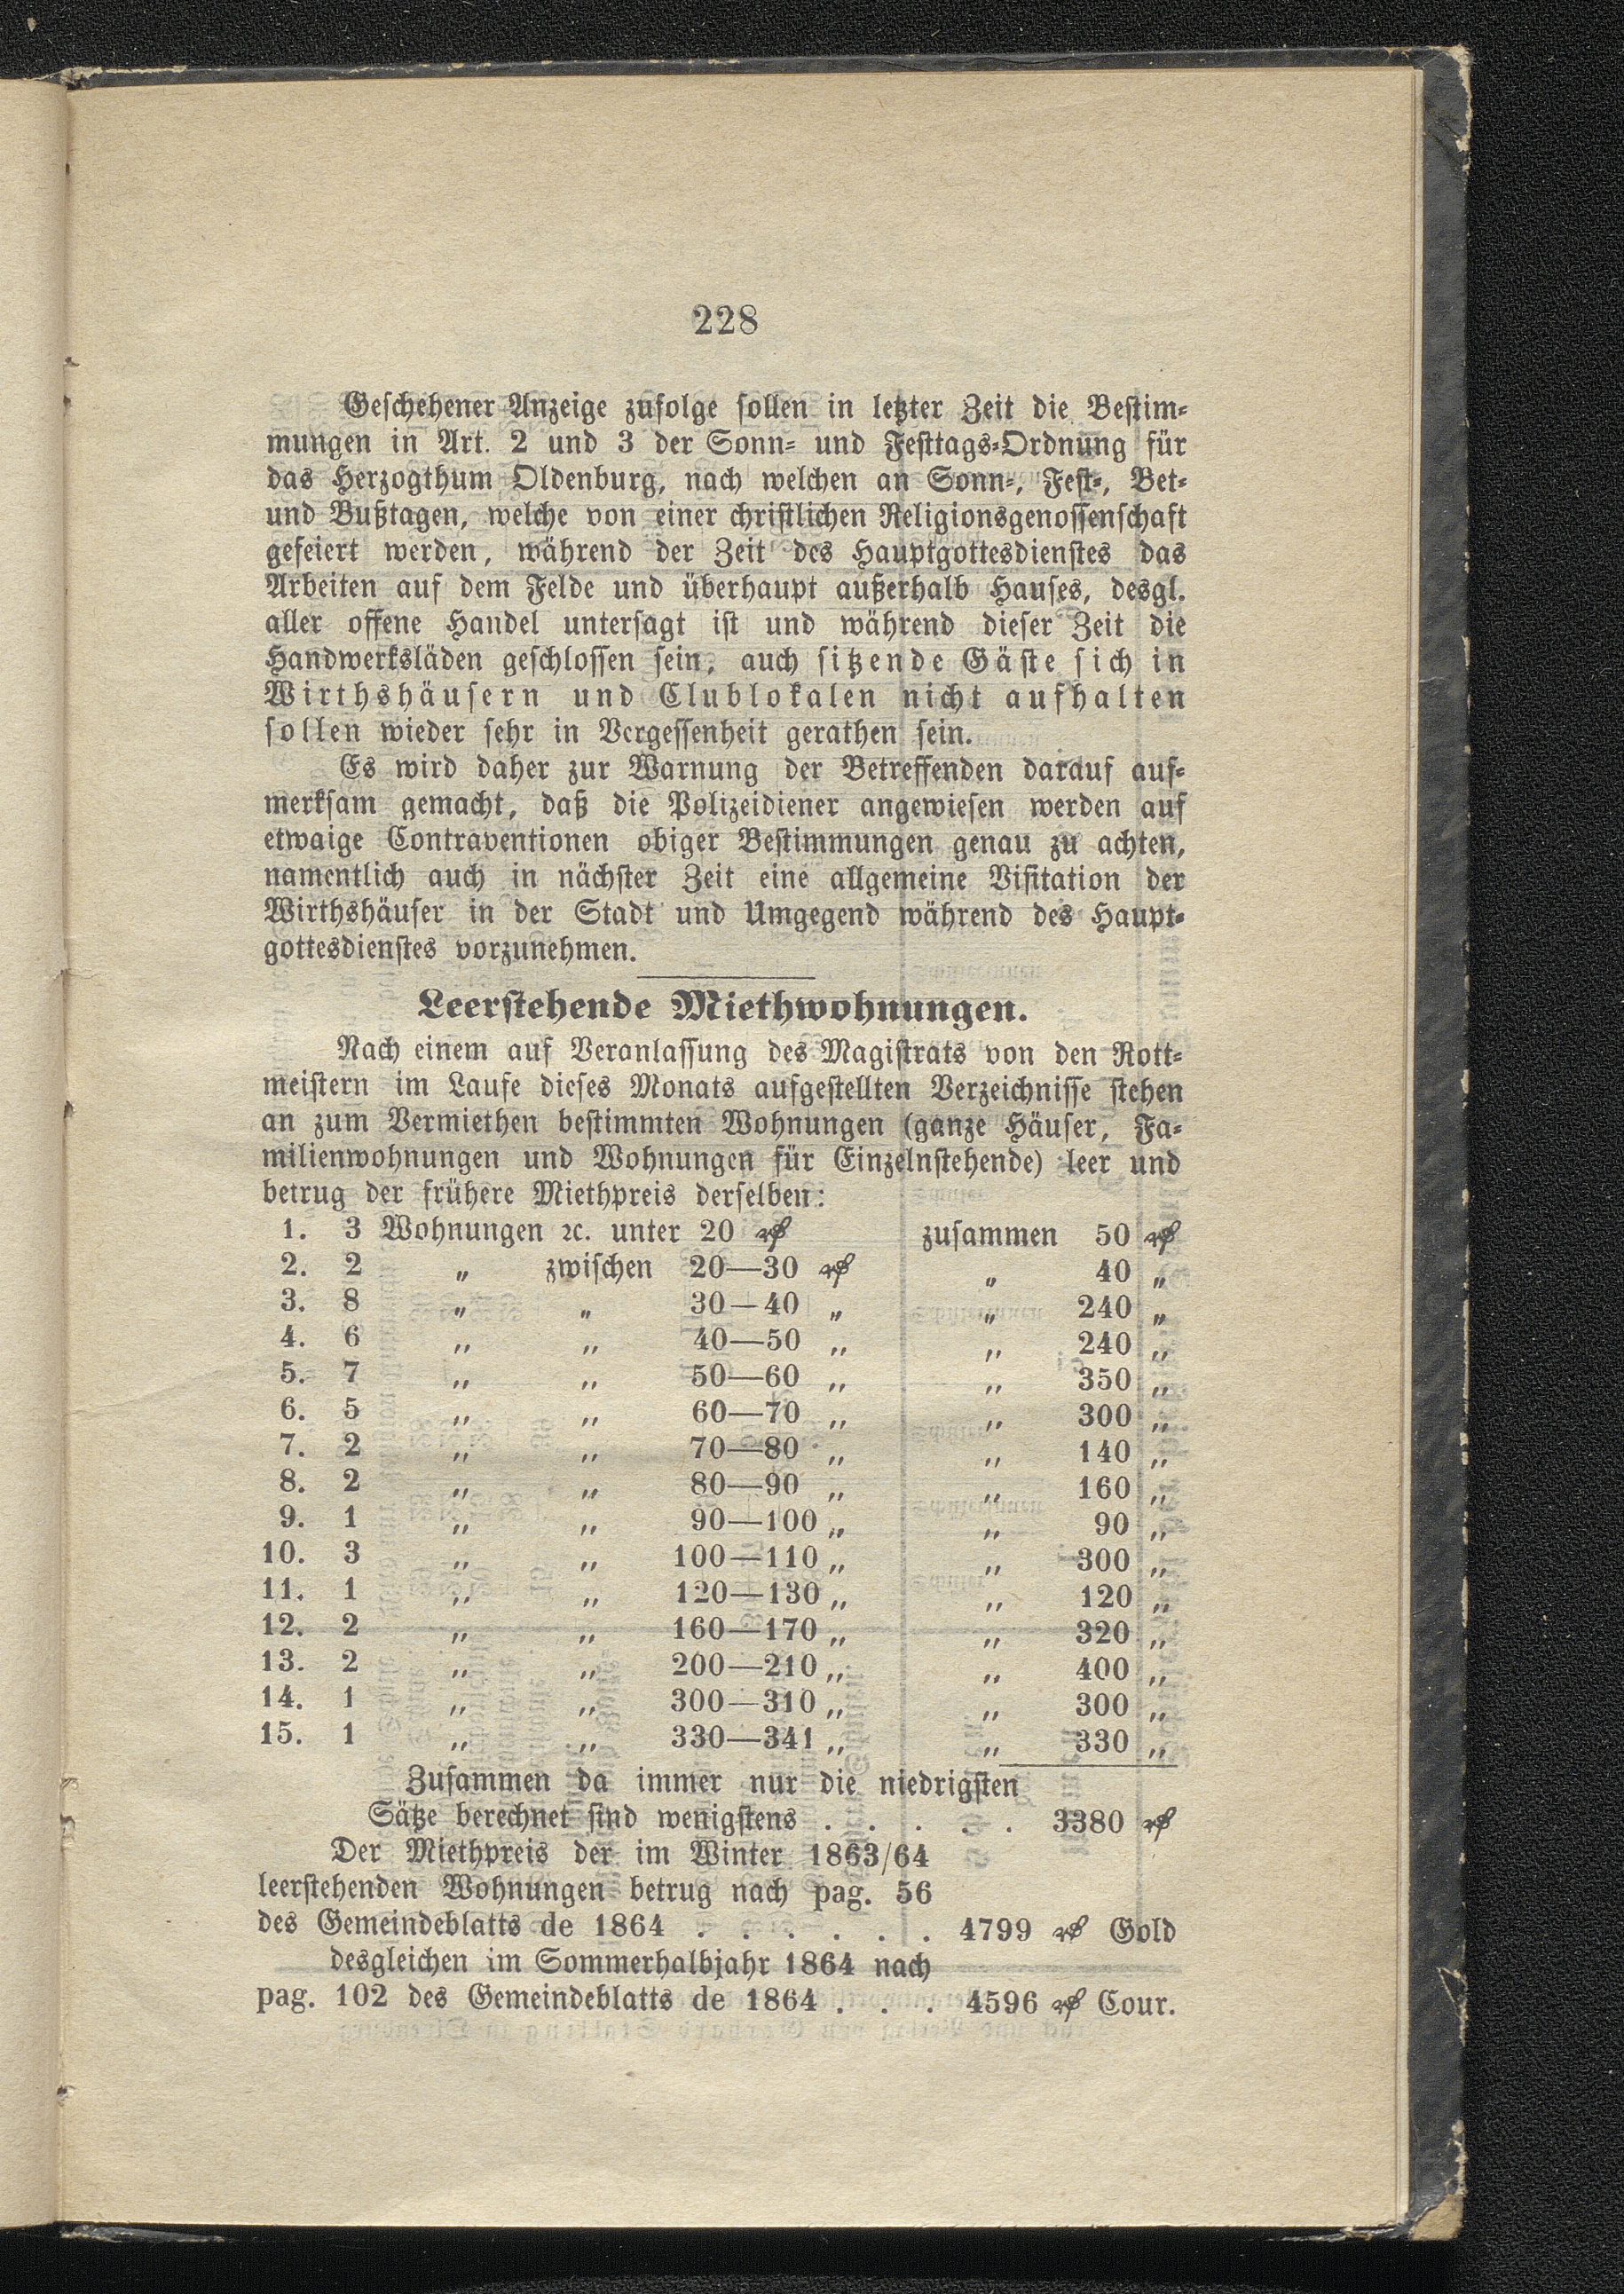 228
Geschehener Anzeige zufolge sollen in letzter Zeit die Bestim-
mungen in Art. 2 und 3 der Sonn- und Festtags-Ordnung für
das Herzogthum Oldenburg, nach welchen an Sonn-, Fest-, Bet-
und Bußtagen, welche von einer christlichen Religionsgenossenschaft
gefeiert werden, während der Zeit des Hauptgottesdienstes das
Arbeiten auf dem Felde und überhaupt außerhalb Hauses, desgl.
aller offene Handel untersagt ist und während dieser Zeit die
Handwerksläden geschlossen sein, auch sitzende Gäste sich in
Wirthshäusern und Clublokalen nicht aufhalten
sollen wieder sehr in Vergessenheit gerathen sein.
Es wird daher zur Warnung der Betreffenden darauf auf-
merksam gemacht, daß die Polizeidiener angewiesen werden auf
etwaige Contraventionen obiger Bestimmungen genau zu achten,
namentlich auch in nächster Zeit eine allgemeine Visitation der
Wirthshäuser in der Stadt und Umgegend während des Haupt-
gottesdienstes vorzunehmen.
Leerstehende Miethwohnungen.
Nach einem auf Veranlassung des Magistrats von den Rott-
meistern im Laufe dieses Monats aufgestellten Verzeichnisse stehen
an zum Vermiethen bestimmten Wohnungen (ganze Häuser, Fa-
milienwohnungen und Wohnungen für Einzelnstehende) leer und
betrug der frühere Miethpreis derselben:
1. 3 Wohnungen ꝛc. unter 20 ₰ zusammen 50 ₰
2. 2 „ zwischen 20—30 ₰ „ 40 „
3. 8 „ „ 30—40 „ „ 240 „
4. 6 „ „ 40—50 „ „ 240 „
5. 7 „ „ 50—60 „ „ 350 „
6. 5 „ „ 60—70 „ „ 300 „
7. 2 „ „ 70—80 „ „ 140 „
8. 2 „ „ 80—90 „ „ 160 „
9. 1 „ „ 90—100 „ „ 90 „
10. 3 „ „ 100—110 „ „ 300 „
11. 1 „ „ 120—130 „ „ 120 „
12. 2 „ „ 160—170 „ „ 320 „
13. 2 „ „ 200—210 „ „ 400 „
14. 1 „ „ 300—310 „ „ 300 „
15. 1 „ „ 330—341 „ „ 330 „
Zusammen da immer nur die niedrigsten
Sätze berechnet sind wenigstens . . . . . 3380 ₰
Der Miethpreis der im Winter 1863/64
leerstehenden Wohnungen betrug nach pag. 56
des Gemeindeblatts de 1864 . . . . . . 4799 ₰ Gold
desgleichen im Sommerhalbjahr 1864 nach
pag. 102 des Gemeindeblatts de 1864 . . . 4596 ₰ Cour.